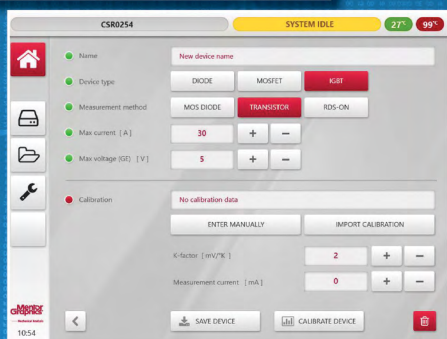 CSR0254 SYSTEM IDLE 27°C 99°C
Name New device name
Device type DIODE MOSFET IGBT
Measurement method MOS DIODE TRANSISTOR RDS-ON
Max current [ A ] 30 + −
Max voltage (GE) [ V ] 5 + −
Calibration No calibration data
ENTER MANUALLY IMPORT CALIBRATION
K-factor [ mV/°K ] 2 + −
Measurement current [ mA ] 0 + −
Mentor
Graphics
SAVE DEVICE CALIBRATE DEVICE
10:54